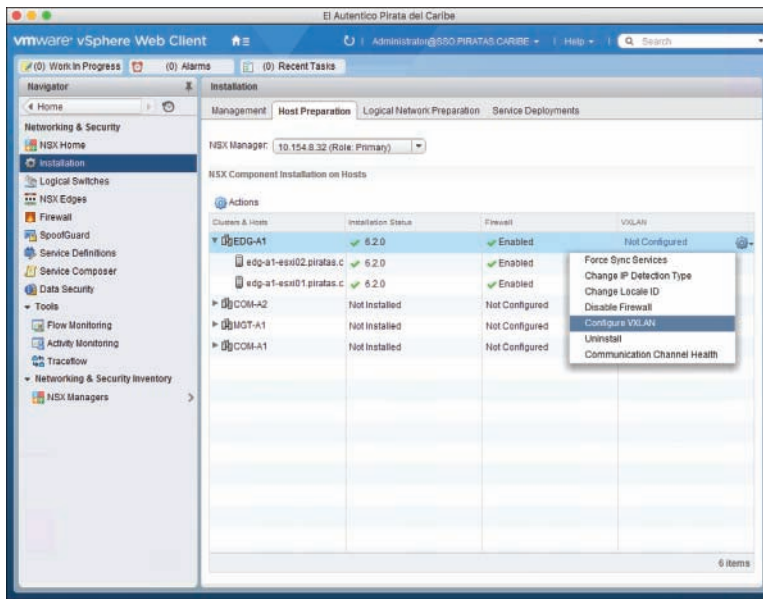 El Autentico Pirata del Caribe
vmware® vSphere Web Client
Administrator@SSO.PIRATAS.CARIBE
Help
Search
(0) Work In Progress
(0) Alarms
(0) Recent Tasks
Navigator
Installation
Home
Management
Host Preparation
Logical Network Preparation
Service Deployments
Networking & Security
NSX Home
Installation
Logical Switches
NSX Edges
Firewall
SpoofGuard
Service Definitions
Service Composer
Data Security
Tools
Flow Monitoring
Activity Monitoring
Traceflow
Networking & Security Inventory
NSX Managers
NSX Manager: 10.154.8.32 (Role: Primary)
NSX Component Installation on Hosts
Actions
Clusters & Hosts Installation Status Firewall VXLAN
EDG-A1 6.2.0 Enabled Not Configured
edg-a1-esxi02.piratas.c 6.2.0 Enabled
edg-a1-esxi01.piratas.c 6.2.0 Enabled
COM-A2 Not Installed Not Configured
MGT-A1 Not Installed Not Configured
COM-A1 Not Installed Not Configured
Force Sync Services
Change IP Detection Type
Change Locale ID
Disable Firewall
Configure VXLAN
Uninstall
Communication Channel Health
6 items